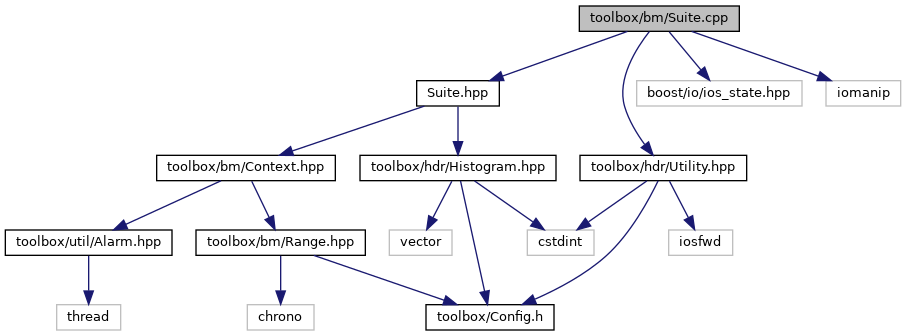 toolbox/bm/Suite.cpp
Suite.hpp
boost/io/ios_state.hpp
iomanip
toolbox/bm/Context.hpp
toolbox/hdr/Histogram.hpp
toolbox/hdr/Utility.hpp
toolbox/util/Alarm.hpp
toolbox/bm/Range.hpp
vector
cstdint
iosfwd
thread
chrono
toolbox/Config.h